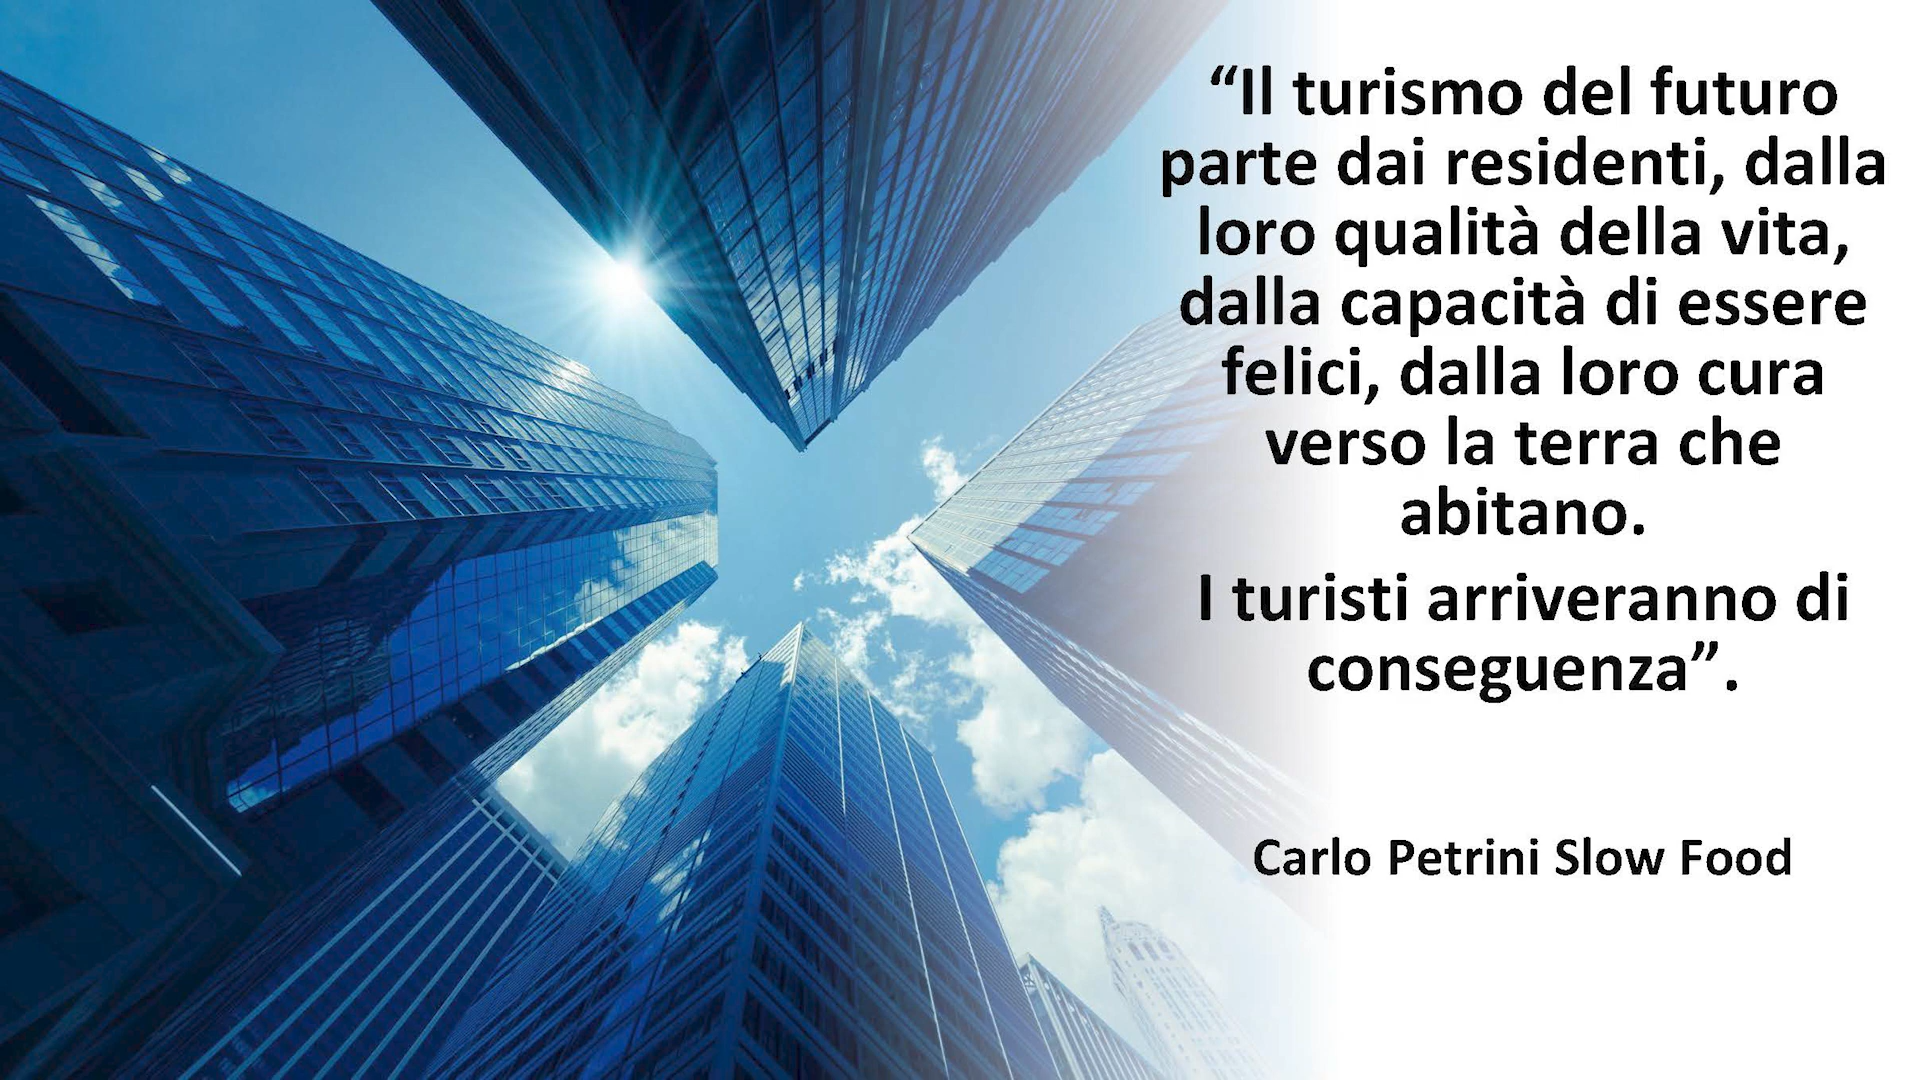 “Il turismo del futuro
parte dai residenti, dalla
loro qualità della vita,
dalla capacità di essere
felici, dalla loro cura
verso la terra che
abitano.
I turisti arriveranno di
conseguenza”.
Carlo Petrini Slow Food